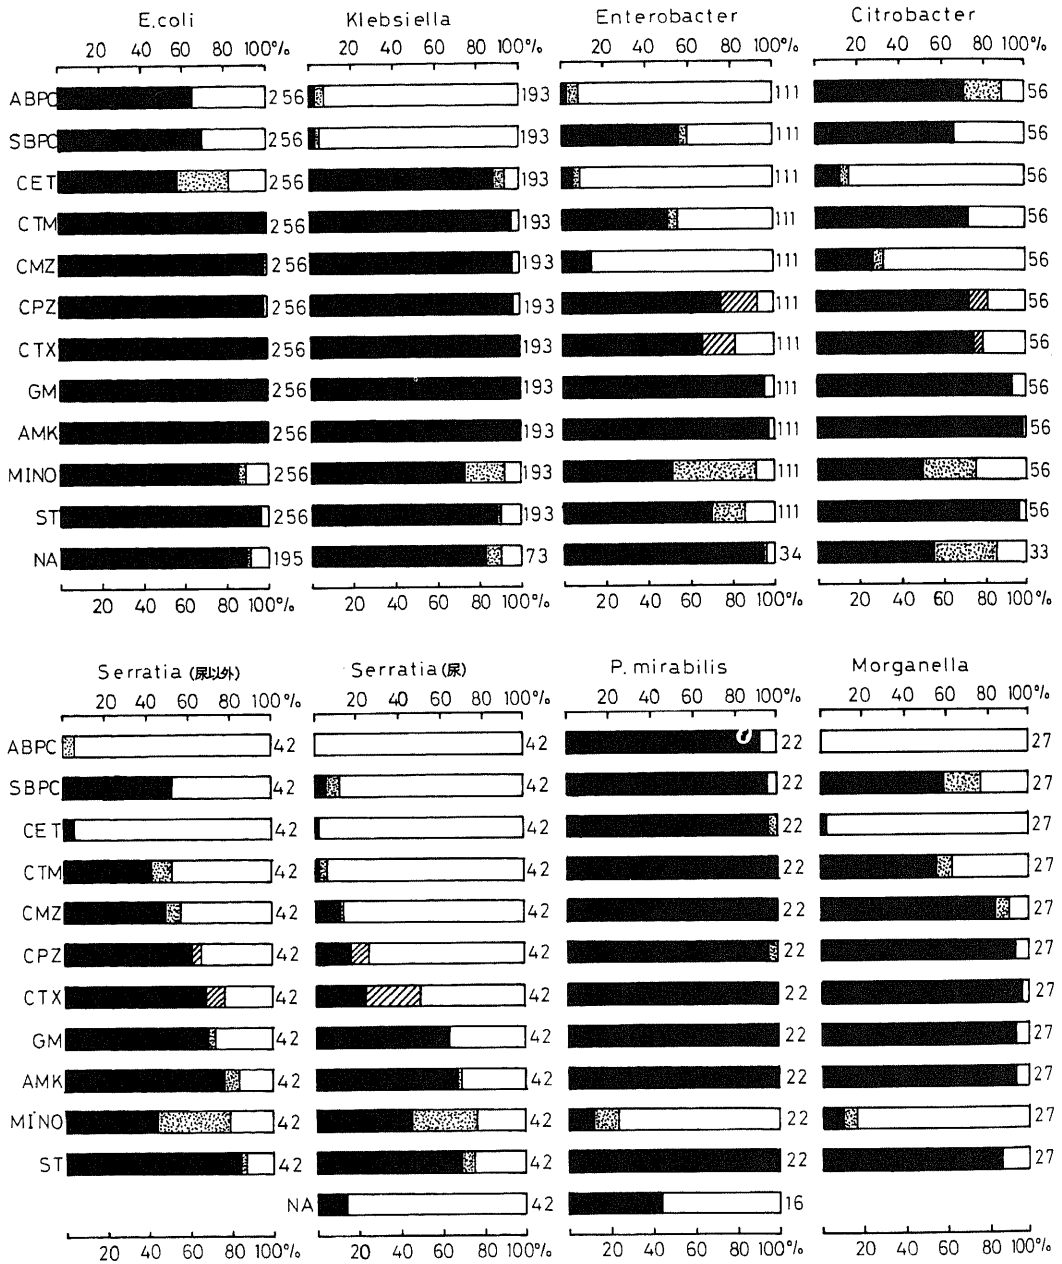 E.coli Klebsiella Enterobacter Citrobacter
20 40 60 80 100% 20 40 60 80 100% 20 40 60 80 100% 20 40 60 80 100%
ABPC 256 193 111 56
SBPC 256 193 111 56
CET 256 193 111 56
CTM 256 193 111 56
CMZ 256 193 111 56
CPZ 256 193 111 56
CTX 256 193 111 56
GM 256 193 111 56
AMK 256 193 111 56
MINO 256 193 111 56
ST 256 193 111 56
NA 195 73 34 33
20 40 60 80 100% 20 40 60 80 100% 20 40 60 80 100% 20 40 60 80 100%
Serratia (尿以外) Serratia (尿) P. mirabilis Morganella
20 40 60 80 100% 20 40 60 80 100% 20 40 60 80 100% 20 40 60 80 100%
ABPC 42 42 22 27
SBPC 42 42 22 27
CET 42 42 22 27
CTM 42 42 22 27
CMZ 42 42 22 27
CPZ 42 42 22 27
CTX 42 42 22 27
GM 42 42 22 27
AMK 42 42 22 27
MINO 42 42 22 27
ST 42 42 22 27
NA 42 16
20 40 60 80 100% 20 40 60 80 100% 20 40 60 80 100% 20 40 60 80 100%